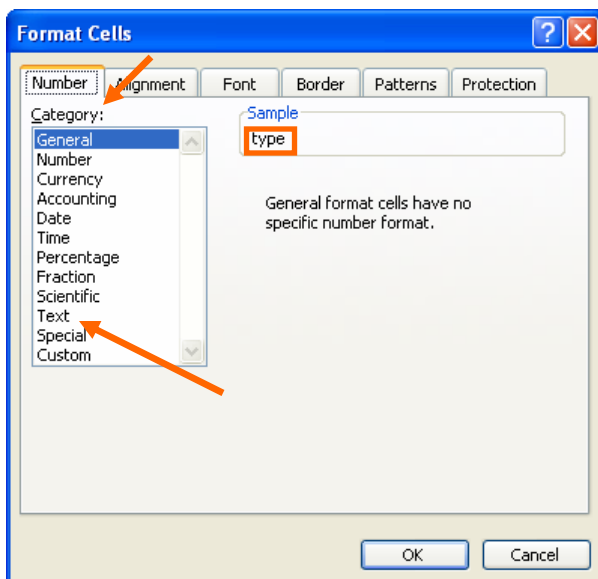 Format Cells
Number Alignment Font Border Patterns Protection
Category:
General
Number
Currency
Accounting
Date
Time
Percentage
Fraction
Scientific
Text
Special
Custom
Sample
type
General format cells have no
specific number format.
OK Cancel